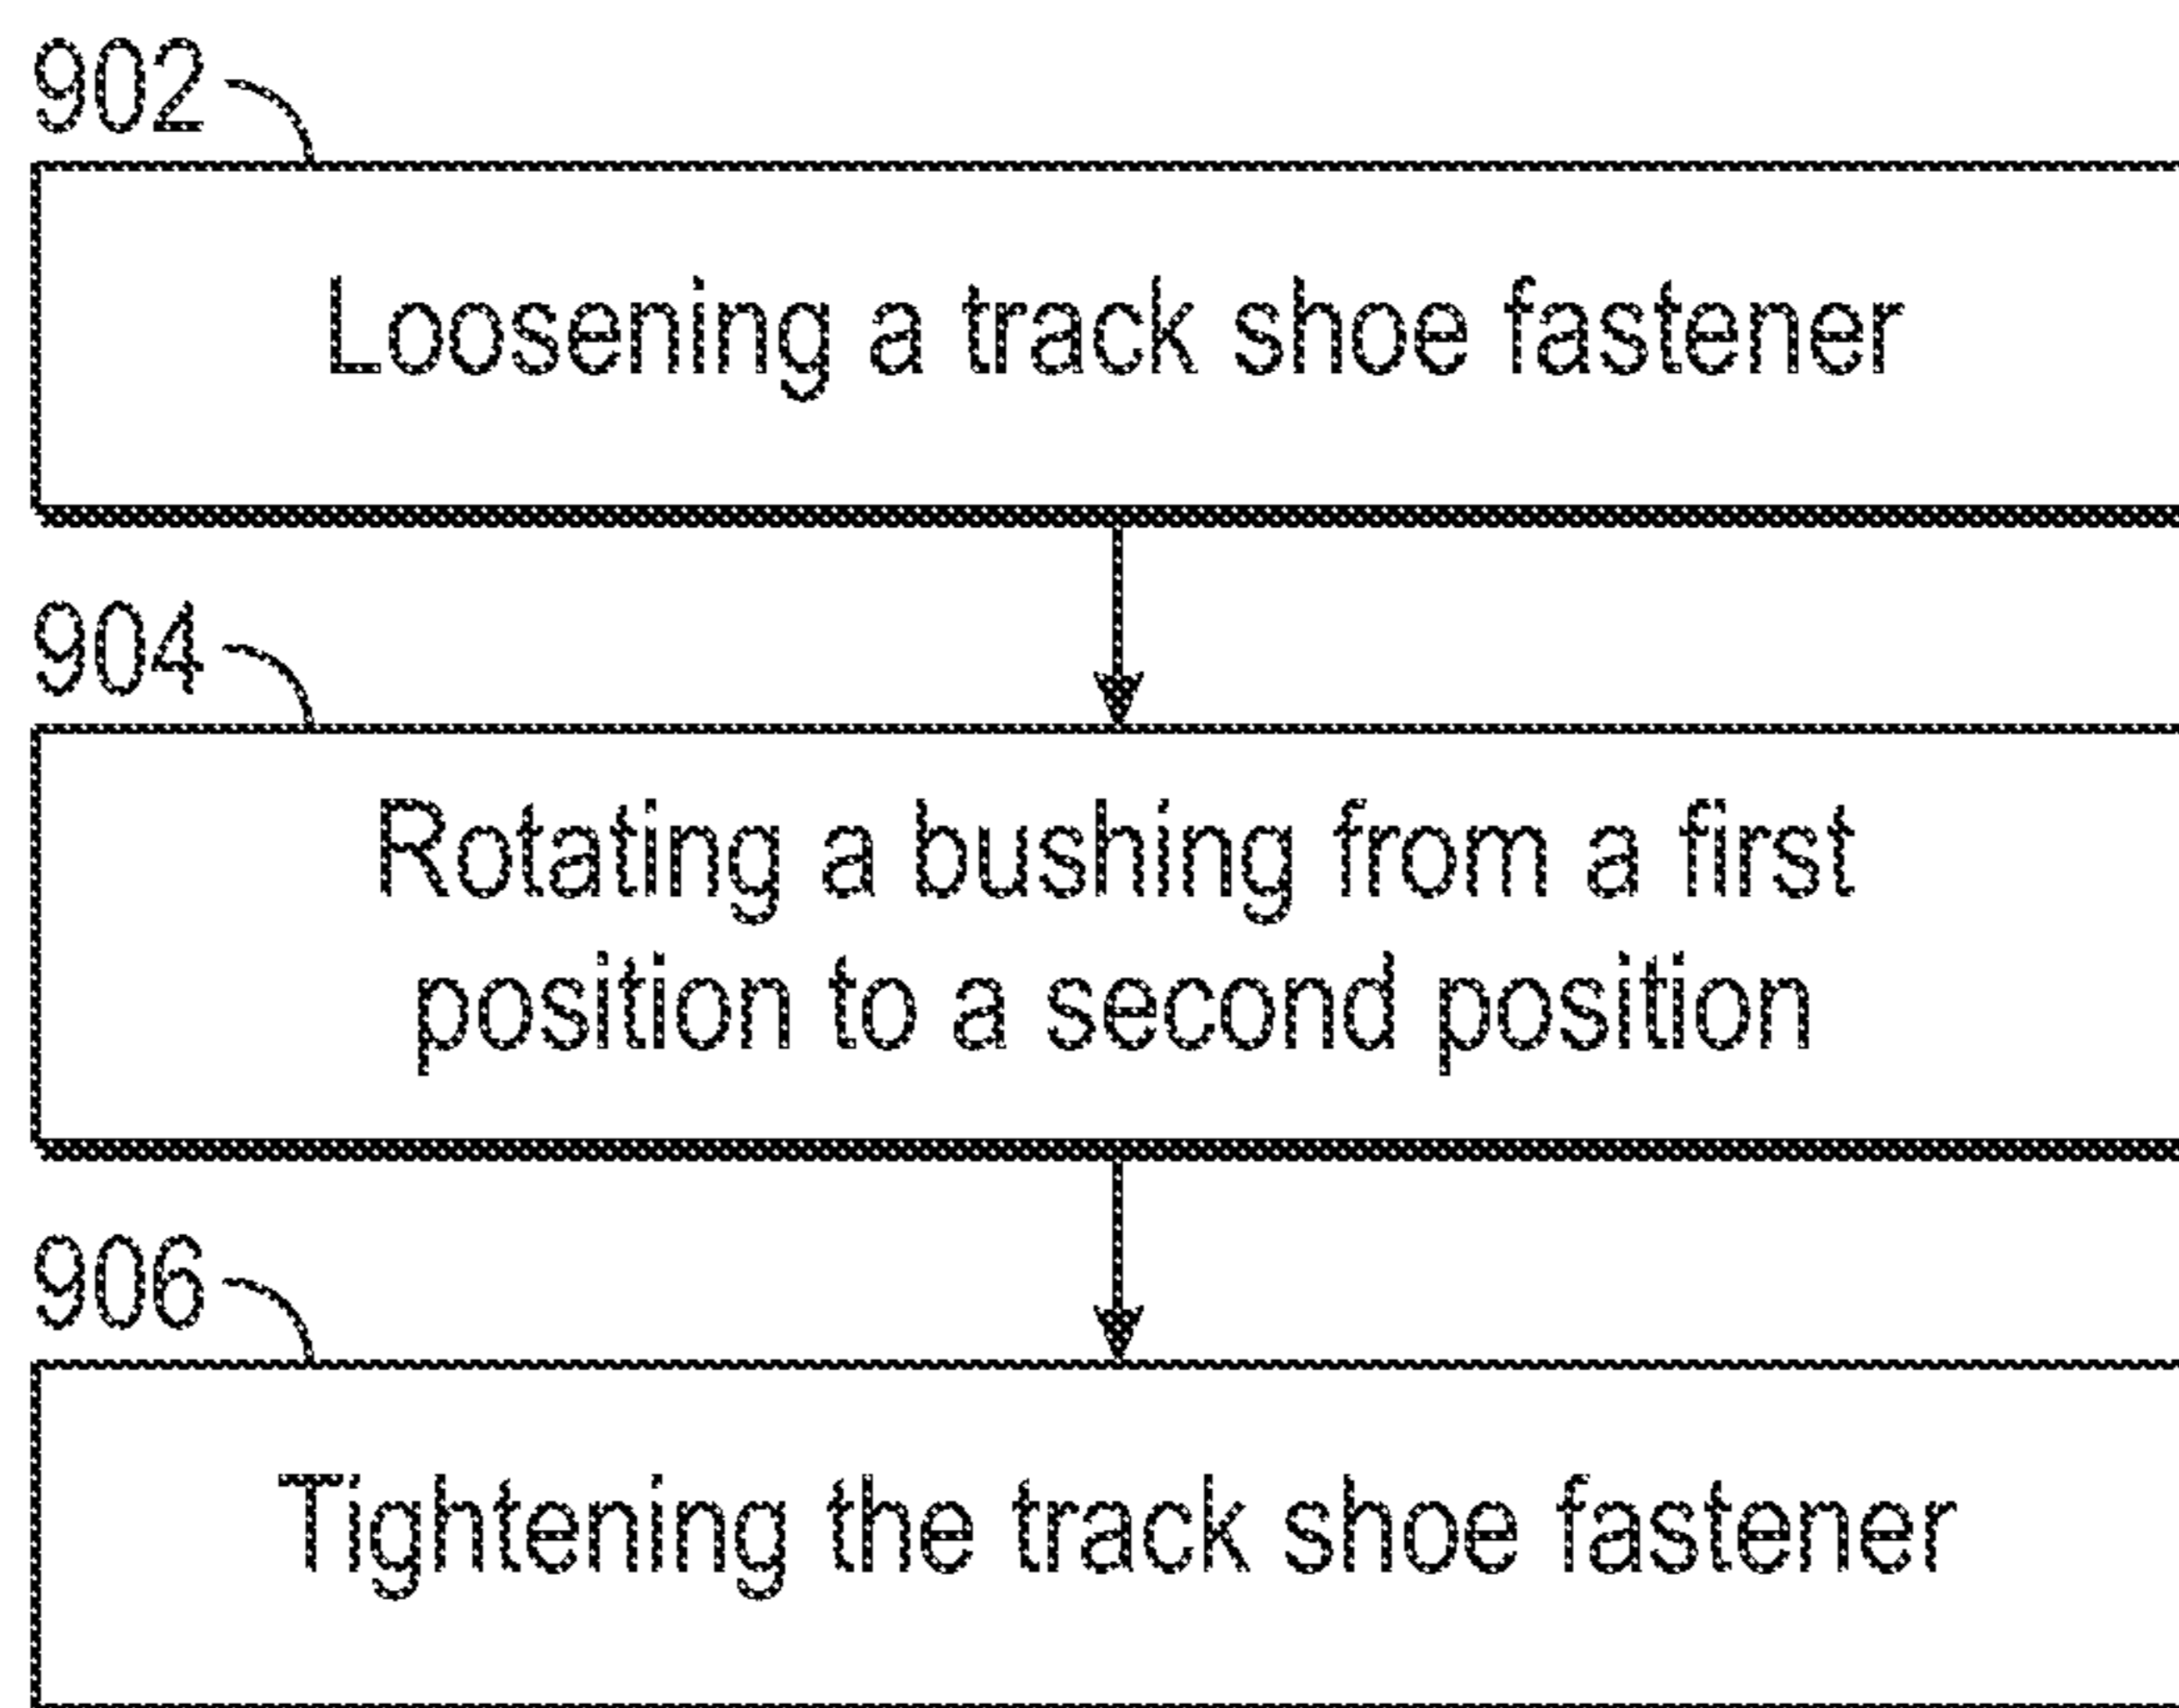 902
Loosening a track shoe fastener
904
Rotating a bushing from a first
position to a second position
906
Tightening the track shoe fastener